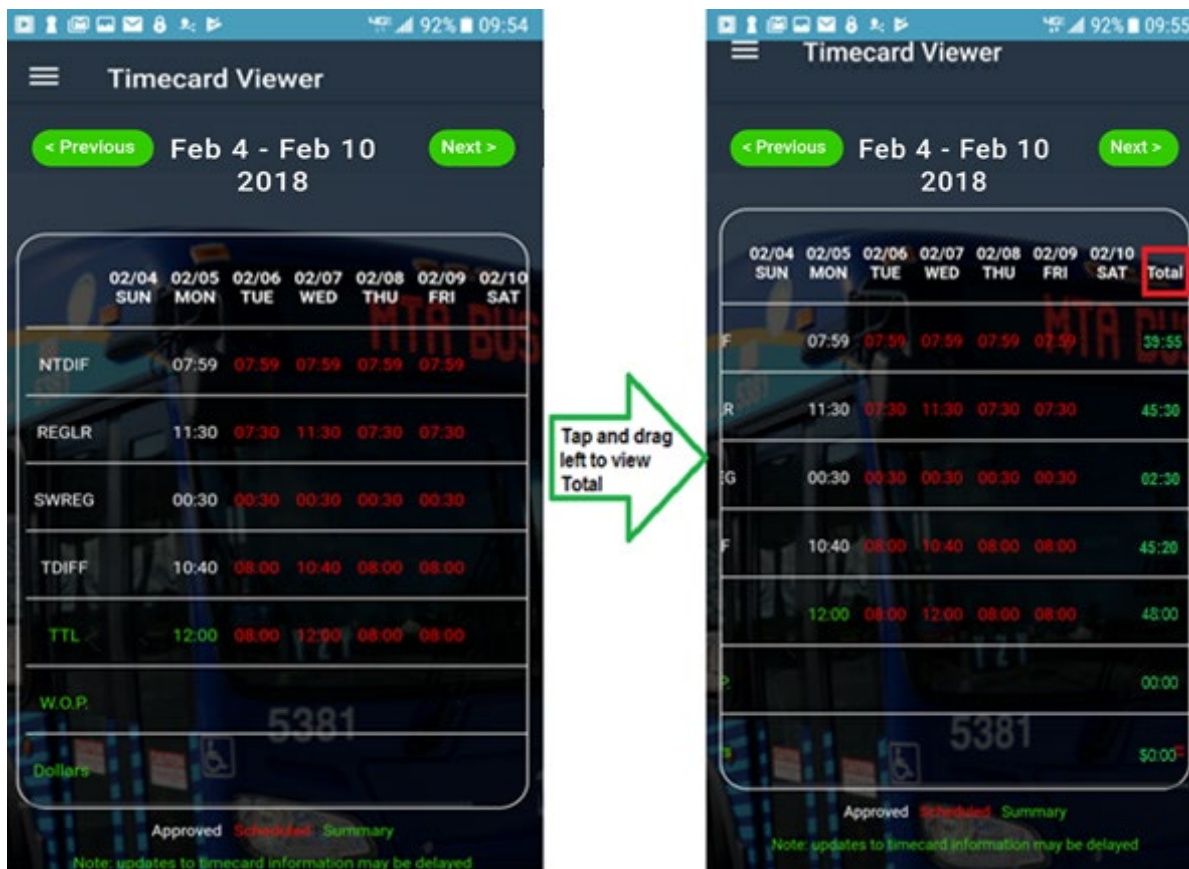 92% 09:54
Timecard Viewer
< Previous Feb 4 - Feb 10 Next >
2018
02/04 02/05 02/06 02/07 02/08 02/09 02/10
SUN MON TUE WED THU FRI SAT
MTA BUS
NTDIF 07:59 07:59 07:59 07:59 07:59
5381
REGLR 11:30 07:30 11:30 07:30 07:30
SWREG 00:30 00:30 00:30 00:30 00:30
TDIFF 10:40 08:00 10:40 08:00 08:00
TTL 12:00 08:00 12:00 08:00 08:00
W.O.P.
5381
Dollars
Approved Scheduled Summary
Note: updates to timecard information may be delayed
Tap and drag
left to view
Total
92% 09:55
Timecard Viewer
< Previous Feb 4 - Feb 10 Next >
2018
02/04 02/05 02/06 02/07 02/08 02/09 02/10
SUN MON TUE WED THU FRI SAT Total
MTA BUS
F 07:59 07:59 07:59 07:59 07:59 39:55
R 11:30 07:30 11:30 07:30 07:30 45:30
G 00:30 00:30 00:30 00:30 00:30 02:30
F 10:40 08:00 10:40 08:00 08:00 45:20
12:00 08:00 12:00 08:00 08:00 48:00
P. 00:00
5381
s $0:00
Approved Scheduled Summary
Note: updates to timecard information may be delayed